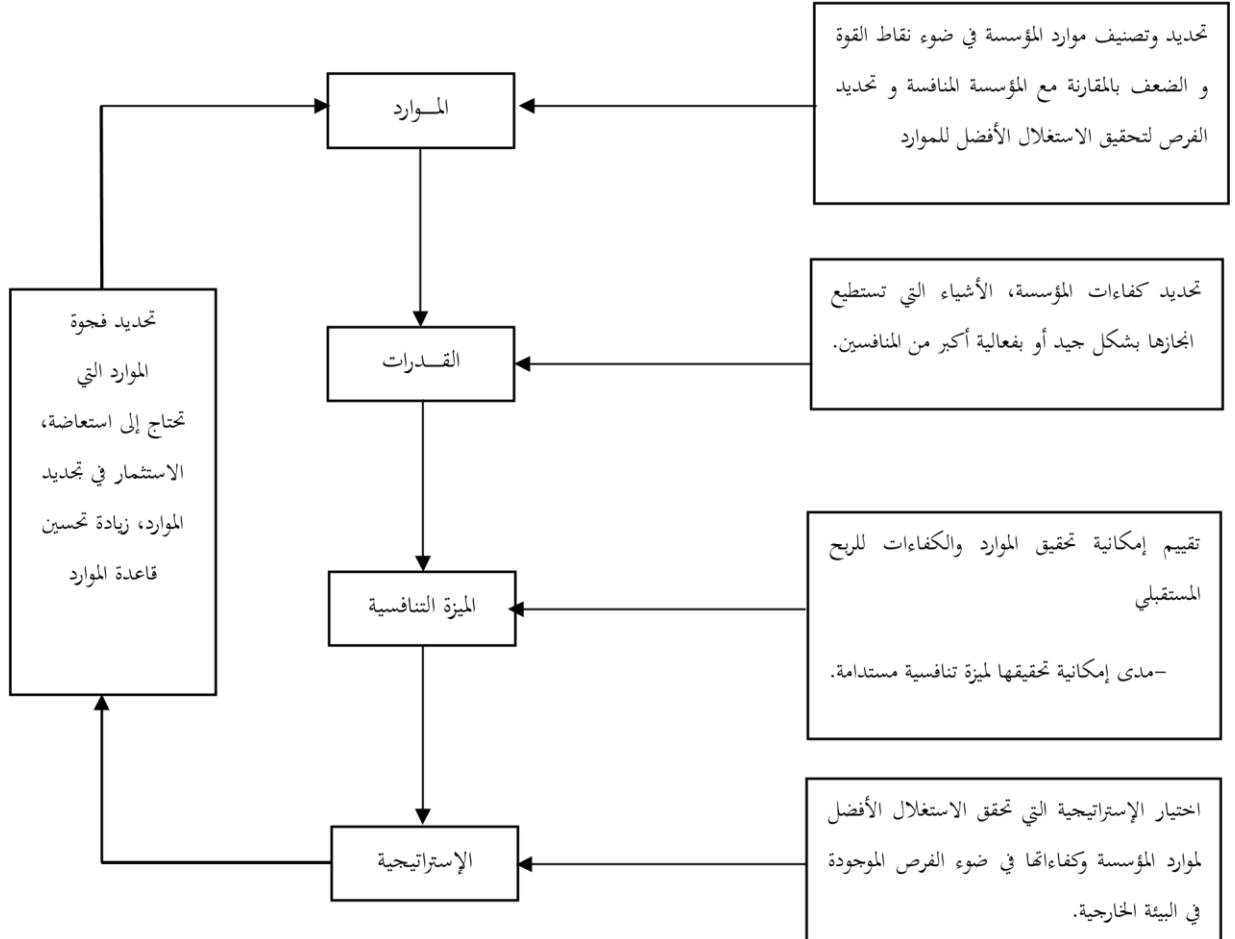 تحديد وتصنيف موارد المؤسسة في ضوء نقاط القوة
و الضعف بالمقارنة مع المؤسسة المنافسة و تحديد
الفرص لتحقيق الاستغلال الأفضل للموارد
المـــوارد
تحديد كفاءات المؤسسة، الأشياء التي تستطيع
انجازها بشكل جيد أو بفعالية أكبر من المنافسين.
القـــدرات
تحديد فجوة
الموارد التي
تحتاج إلى استعاضة،
الاستثمار في تجديد
الموارد، زيادة تحسين
قاعدة الموارد
تقييم إمكانية تحقيق الموارد والكفاءات للربح
المستقبلي
–مدى إمكانية تحقيقها لميزة تنافسية مستدامة.
الميزة التنافسية
اختيار الإستراتيجية التي تحقق الاستغلال الأفضل
لموارد المؤسسة وكفاءاتها في ضوء الفرص الموجودة
في البيئة الخارجية.
الإستراتيجية